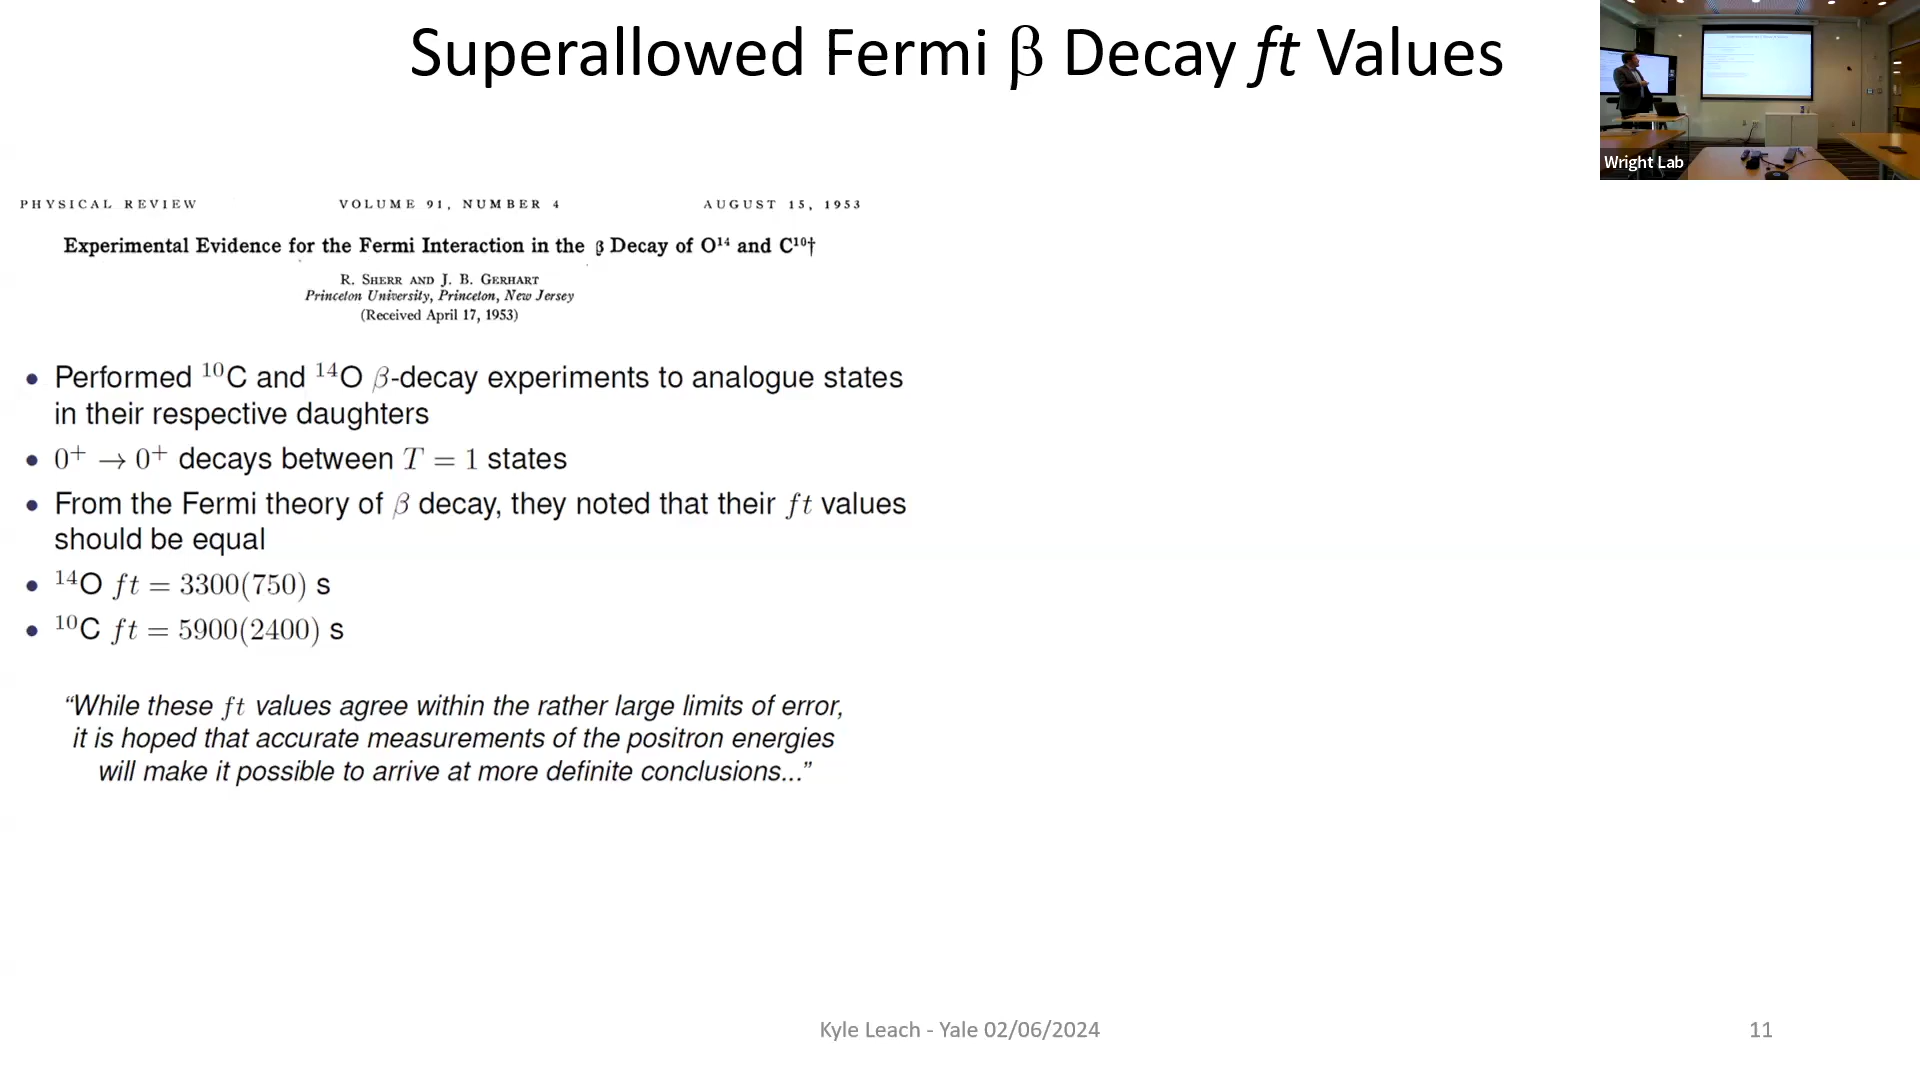 Superallowed Fermi β Decay ft Values
Wright Lab
PHYSICAL REVIEW VOLUME 91, NUMBER 4 AUGUST 15, 1953
Experimental Evidence for the Fermi Interaction in the β Decay of O¹⁴ and C¹⁰†
R. SHERR AND J. B. GERHART
Princeton University, Princeton, New Jersey
(Received April 17, 1953)
• Performed ¹⁰C and ¹⁴O β-decay experiments to analogue states
in their respective daughters
• 0⁺ → 0⁺ decays between T = 1 states
• From the Fermi theory of β decay, they noted that their ft values
should be equal
• ¹⁴O ft = 3300(750) s
• ¹⁰C ft = 5900(2400) s
“While these ft values agree within the rather large limits of error,
it is hoped that accurate measurements of the positron energies
will make it possible to arrive at more definite conclusions...”
Kyle Leach - Yale 02/06/2024
11